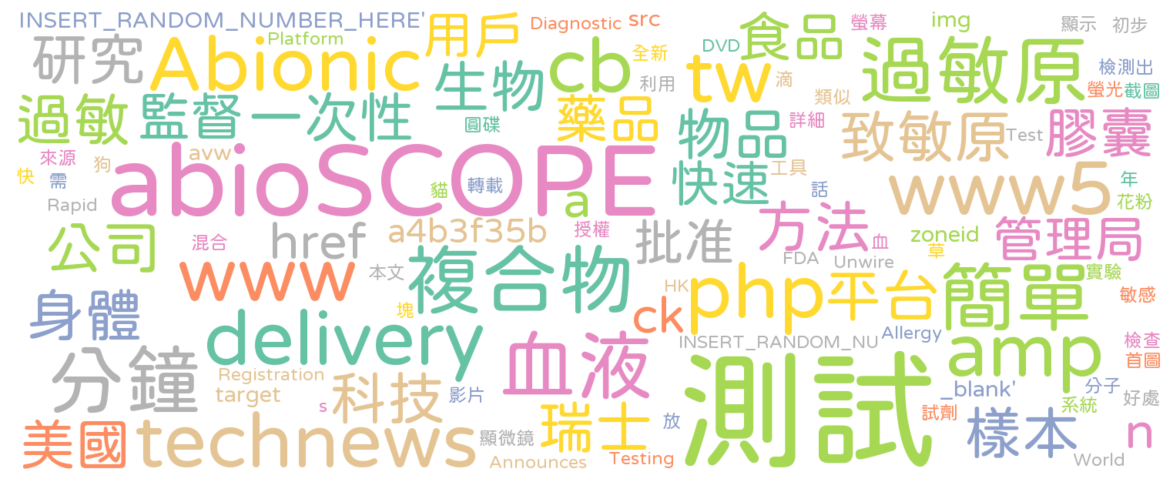 INSERT_RANDOM_NUMBER_HERE'
Diagnostic
src
img
顯示
初步
Platform
用戶
DVD
食品
螢幕
研究
Abionic
生物
cb
全新
利用
tw
滴
過敏原
檢測出
螢光
截圖
類似
過敏
監督
一次性
圓碟
藥品
物品
詳細
致敏原
Test
膠囊
來源
狗
avw
快
需
Rapid
abioSCOPE
貓
轉載
a
快速
工具
話
www5
年
花粉
公司
混合
href
a4b3f35b
授權
批准
方法
血
zoneid
草
管理局
www
本文
複合物
FDA
Unwire
HK
php
平台
簡單
實驗
敏感
身體
塊
delivery
ck
INSERT_RANDOM_NU
Allergy
分鐘
血液
測試
amp
檢查
首圖
Registration
target
s
科技
影片
_blank'
分子
系統
好處
美國
technews
顯微鏡
瑞士
放
試劑
樣本
n
Announces
Testing
World